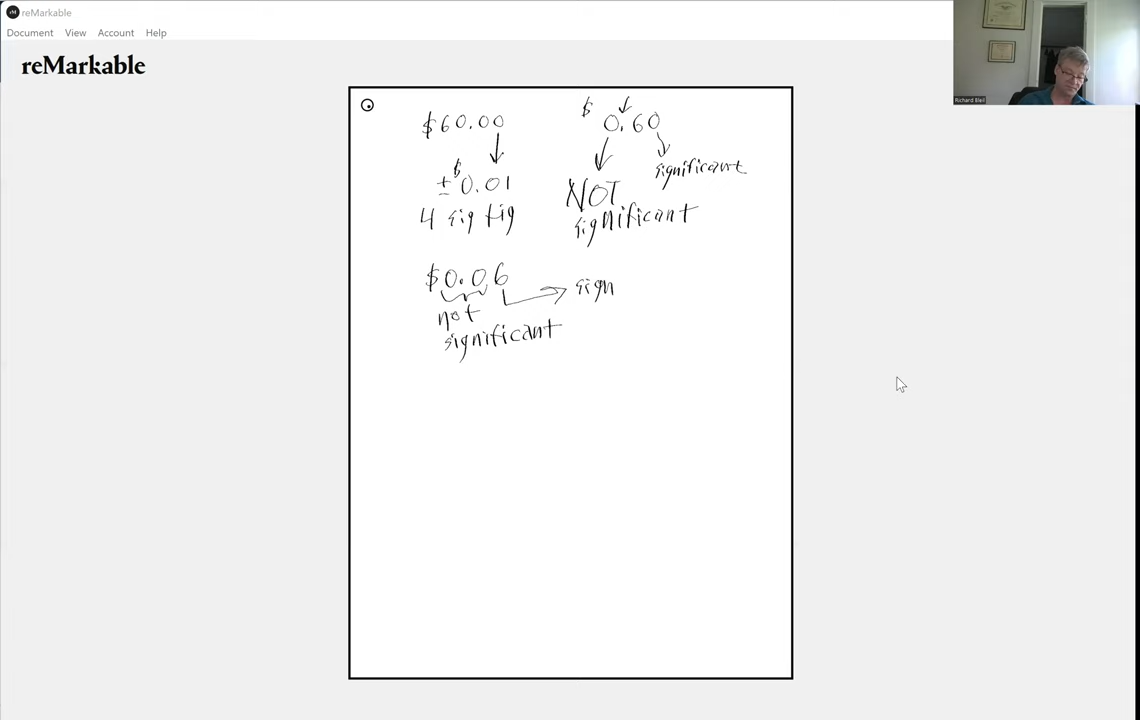 reMarkable
Document View Account Help
reMarkable
$60.00
± $0.01
4 sig fig
$ 0.60
significant
NOT
significant
$0.06
sign
not
significant
Richard Bleil